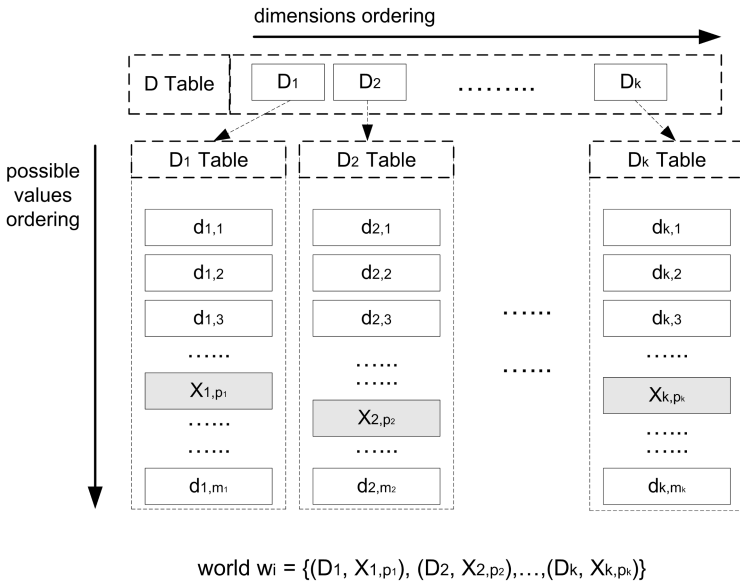 dimensions ordering
D Table D1 D2 ......... Dk
possible
values
ordering
D1 Table D2 Table Dk Table
d1,1 d2,1 dk,1
d1,2 d2,2 dk,2
d1,3 d2,3 ...... dk,3
...... ...... ...... ......
X1,p1 ...... Xk,pk
...... X2,p2 ......
...... ...... ......
d1,m1 d2,m2 dk,mk
world wi = {(D1, X1,p1), (D2, X2,p2),...,(Dk, Xk,pk)}